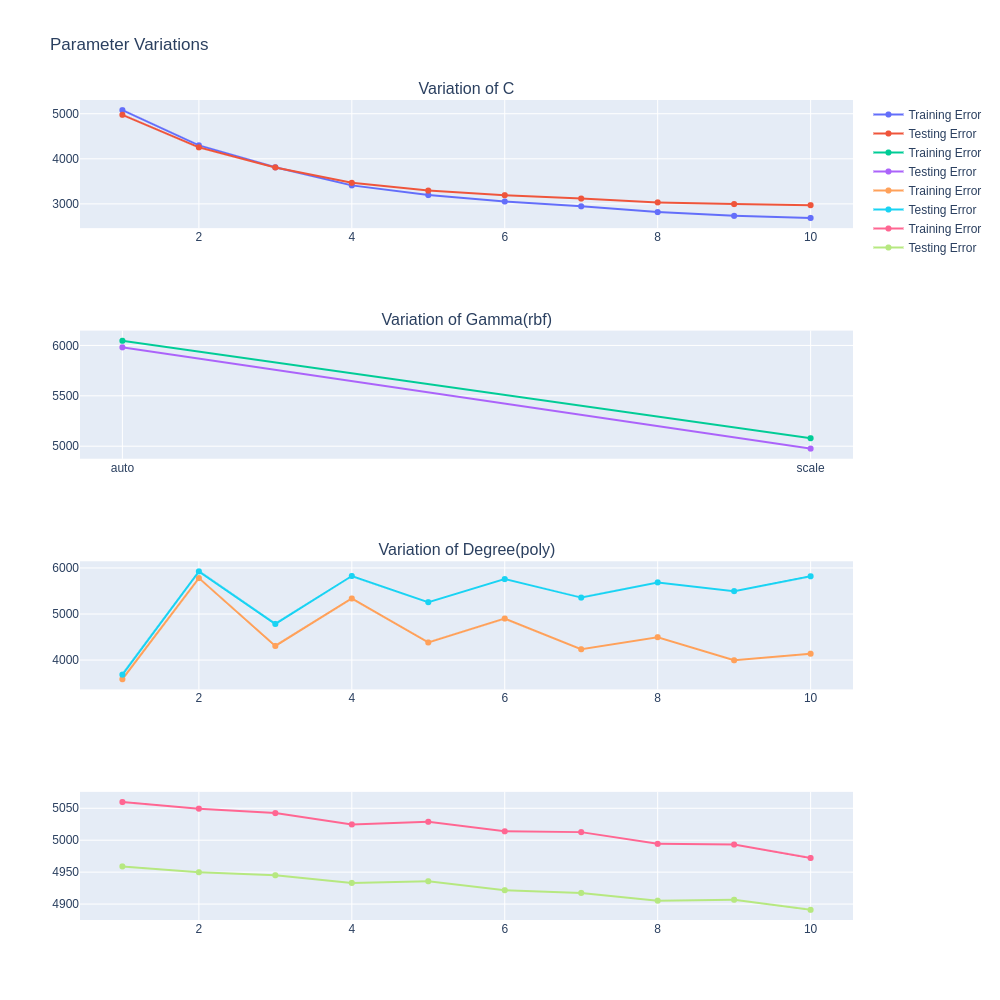 Parameter Variations
Variation of C
5000
4000
3000
2
4
6
8
10
Training Error
Testing Error
Training Error
Testing Error
Training Error
Testing Error
Training Error
Testing Error
Variation of Gamma(rbf)
6000
5500
5000
auto
scale
Variation of Degree(poly)
6000
5000
4000
2
4
6
8
10
5050
5000
4950
4900
2
4
6
8
10